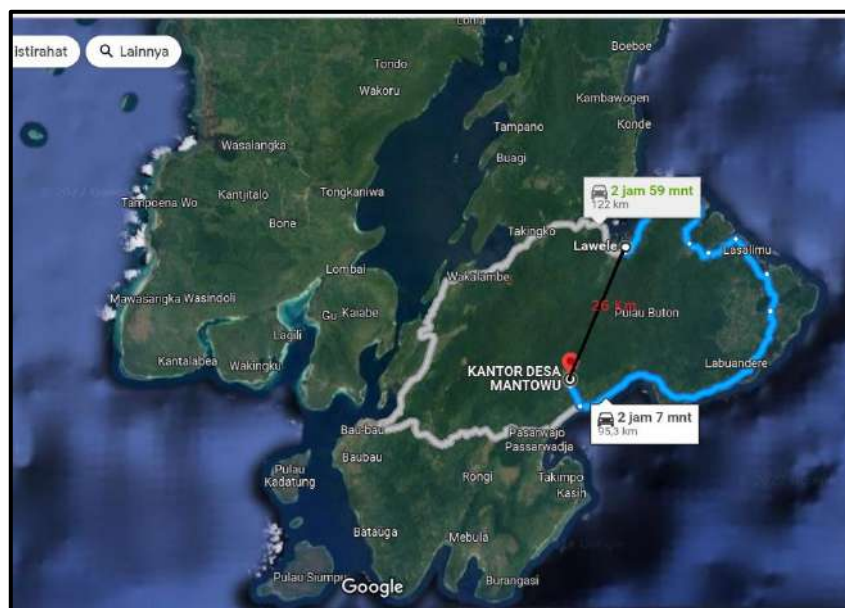 istirahat
Lainnya
Lonia
Boeboe
Tondo
Wakoru
Kambawogen
Tampano
Konde
Wasalangka
Buagi
Kantjitalo
Tongkaniwa
Tampoena Wo
2 jam 59 mnt
122 km
Bone
Takingko
Lawele
Lasalimu
Lombai
Wakalambe
Mawasangka Wasindoli
26 Km
Gu
Kaiabe
Pulau Buton
Lagili
Kantalabea
Wakingku
KANTOR DESA
MANTOWU
Labuandere
2 jam 7 mnt
95,3 km
Bau-bau
Pasarwajo
Passarwadja
Baubau
Pulau
Kadatung
Rongi
Takimpo
Kasih
Batauga
Mebula
Pulau Siumpu
Google
Burangasi